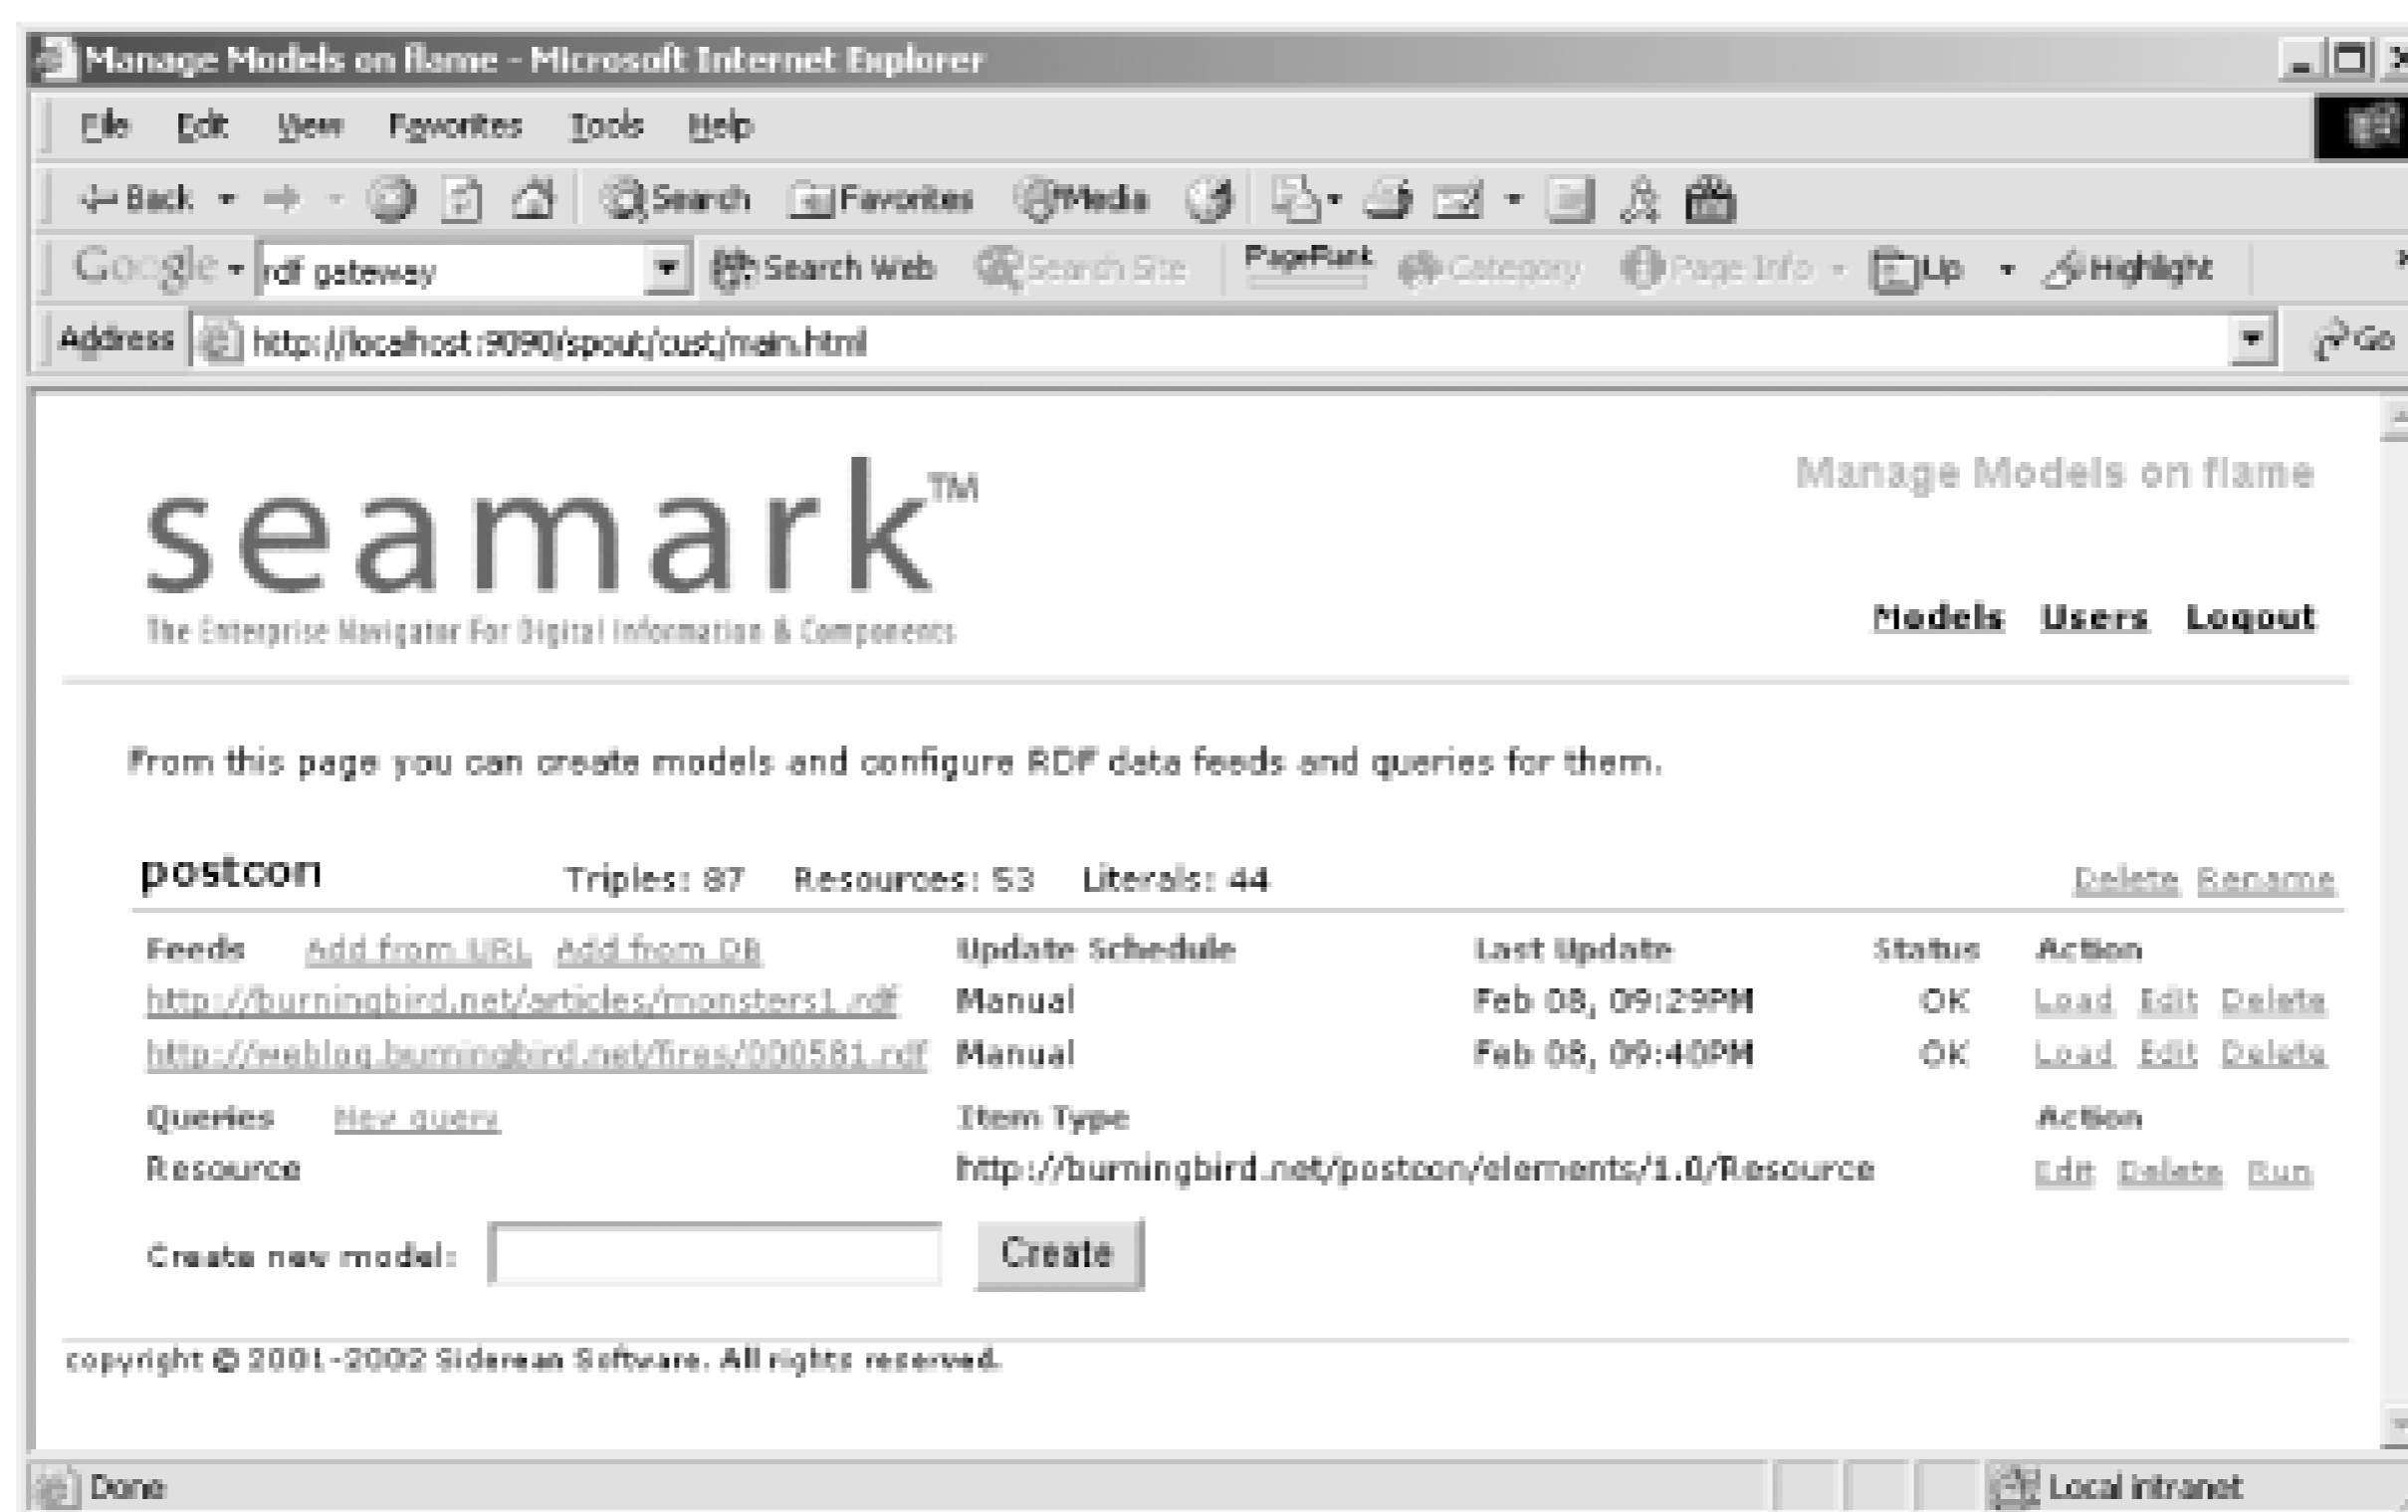 Manage Models on flame - Microsoft Internet Explorer
File Edit View Favorites Tools Help
Back Search Favorites Media
Google rdf gateway Search Web Search Site PageRank Category Page Info Up Highlight
Address http://localhost:9090/spout/cust/main.html Go
seamark™ Manage Models on flame
The Enterprise Navigator For Digital Information & Components
Models Users Logout
From this page you can create models and configure RDF data feeds and queries for them.
postcon Triples: 87 Resources: 53 Literals: 44 Delete Rename
Feeds Add from URL Add from DB Update Schedule Last Update Status Action
http://burningbird.net/articles/monsters1.rdf Manual Feb 08, 09:29PM OK Load Edit Delete
http://weblog.burningbird.net/fires/000581.rdf Manual Feb 08, 09:40PM OK Load Edit Delete
Queries New query Item Type Action
Resource http://burningbird.net/postcon/elements/1.0/Resource Edit Delete Run
Create new model: Create
copyright © 2001-2002 Siderean Software. All rights reserved.
Done Local intranet